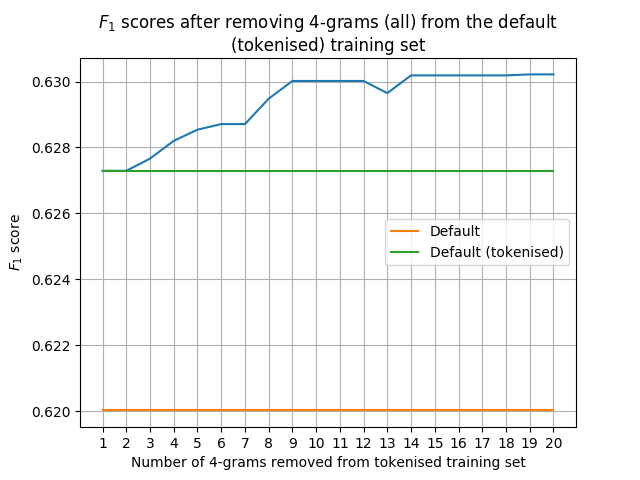 F1 scores after removing 4-grams (all) from the default
(tokenised) training set
0.630
0.628
0.626
0.624
0.622
0.620
F1 score
Default
Default (tokenised)
1 2 3 4 5 6 7 8 9 10 11 12 13 14 15 16 17 18 19 20
Number of 4-grams removed from tokenised training set